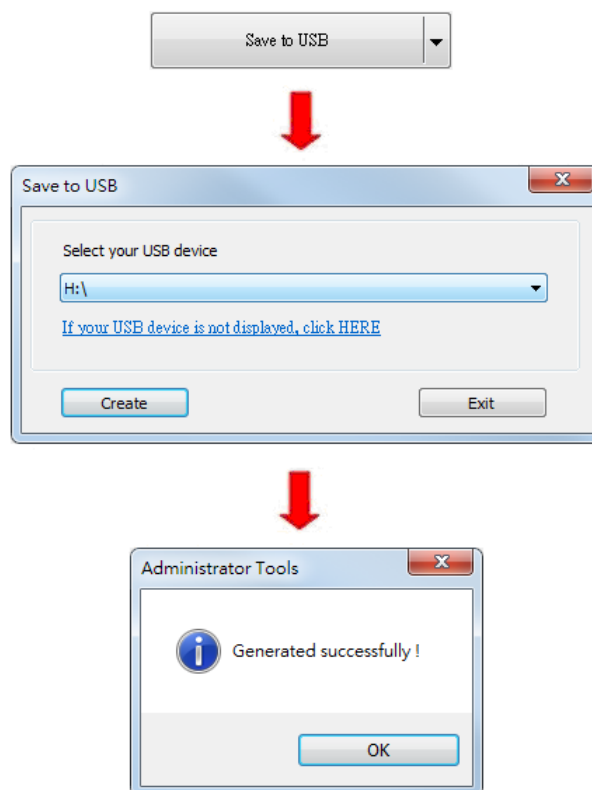 Save to USB
Save to USB
Select your USB device
H:\
If your USB device is not displayed, click HERE
Create
Exit
Administrator Tools
Generated successfully !
OK